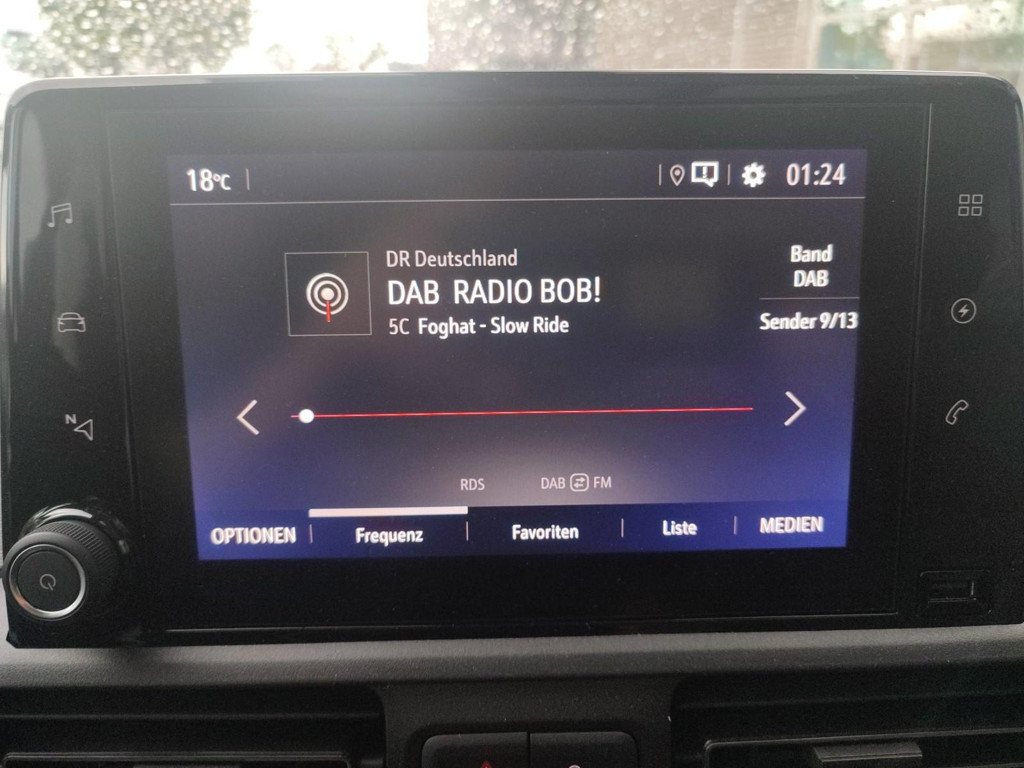 18°C 01:24
DR Deutschland
DAB RADIO BOB!
5C Foghat - Slow Ride
Band
DAB
Sender 9/13
N
RDS DAB FM
OPTIONEN Frequenz Favoriten Liste MEDIEN